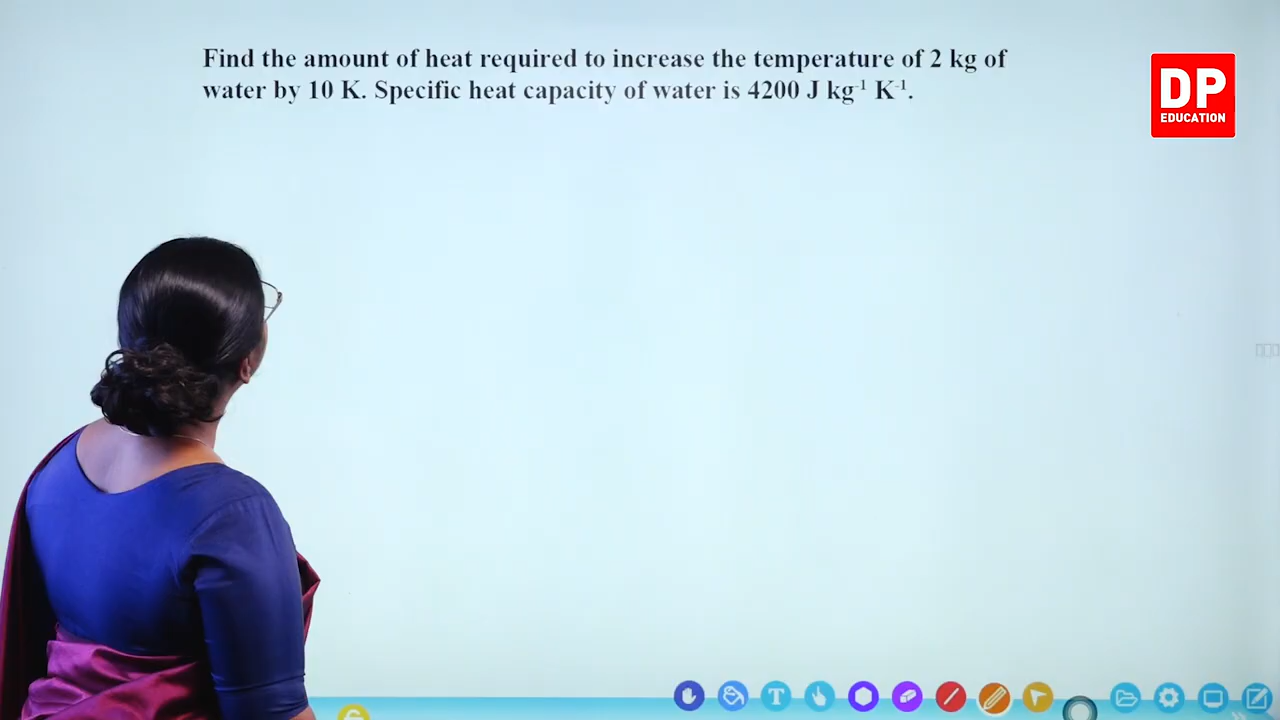 Find the amount of heat required to increase the temperature of 2 kg of
water by 10 K. Specific heat capacity of water is 4200 J kg⁻¹ K⁻¹.
DP
EDUCATION
T